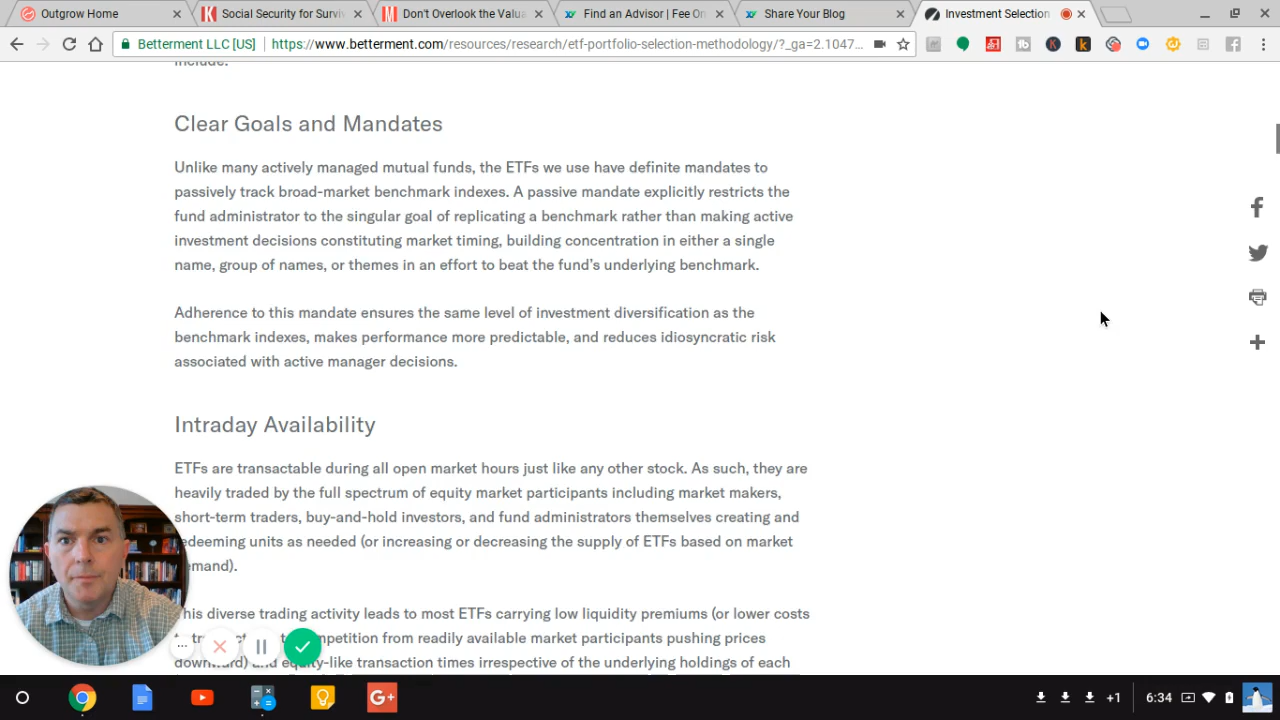 Outgrow Home
Social Security for Surviv
Don't Overlook the Valua
Find an Advisor | Fee On
Share Your Blog
Investment Selection
Betterment LLC [US]
https://www.betterment.com/resources/research/etf-portfolio-selection-methodology/?_ga=2.1047...
include:
Clear Goals and Mandates
Unlike many actively managed mutual funds, the ETFs we use have definite mandates to
passively track broad-market benchmark indexes. A passive mandate explicitly restricts the
fund administrator to the singular goal of replicating a benchmark rather than making active
investment decisions constituting market timing, building concentration in either a single
name, group of names, or themes in an effort to beat the fund's underlying benchmark.
Adherence to this mandate ensures the same level of investment diversification as the
benchmark indexes, makes performance more predictable, and reduces idiosyncratic risk
associated with active manager decisions.
Intraday Availability
ETFs are transactable during all open market hours just like any other stock. As such, they are
heavily traded by the full spectrum of equity market participants including market makers,
short-term traders, buy-and-hold investors, and fund administrators themselves creating and
edeeming units as needed (or increasing or decreasing the supply of ETFs based on market
emand).
his diverse trading activity leads to most ETFs carrying low liquidity premiums (or lower costs
mpetition from readily available market participants pushing prices
and equity-like transaction times irrespective of the underlying holdings of each
G+
+1
6:34